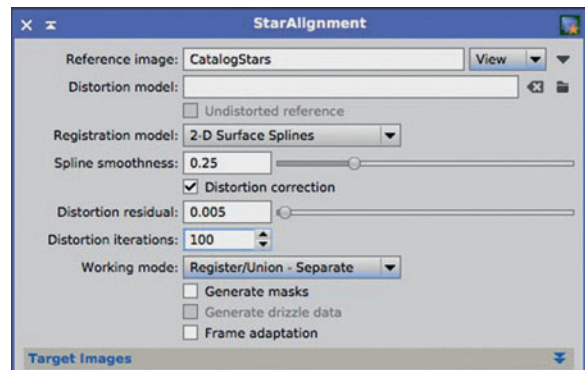 StarAlignment
Reference image: CatalogStars View
Distortion model:
Undistorted reference
Registration model: 2-D Surface Splines
Spline smoothness: 0.25
Distortion correction
Distortion residual: 0.005
Distortion iterations: 100
Working mode: Register/Union - Separate
Generate masks
Generate drizzle data
Frame adaptation
Target Images